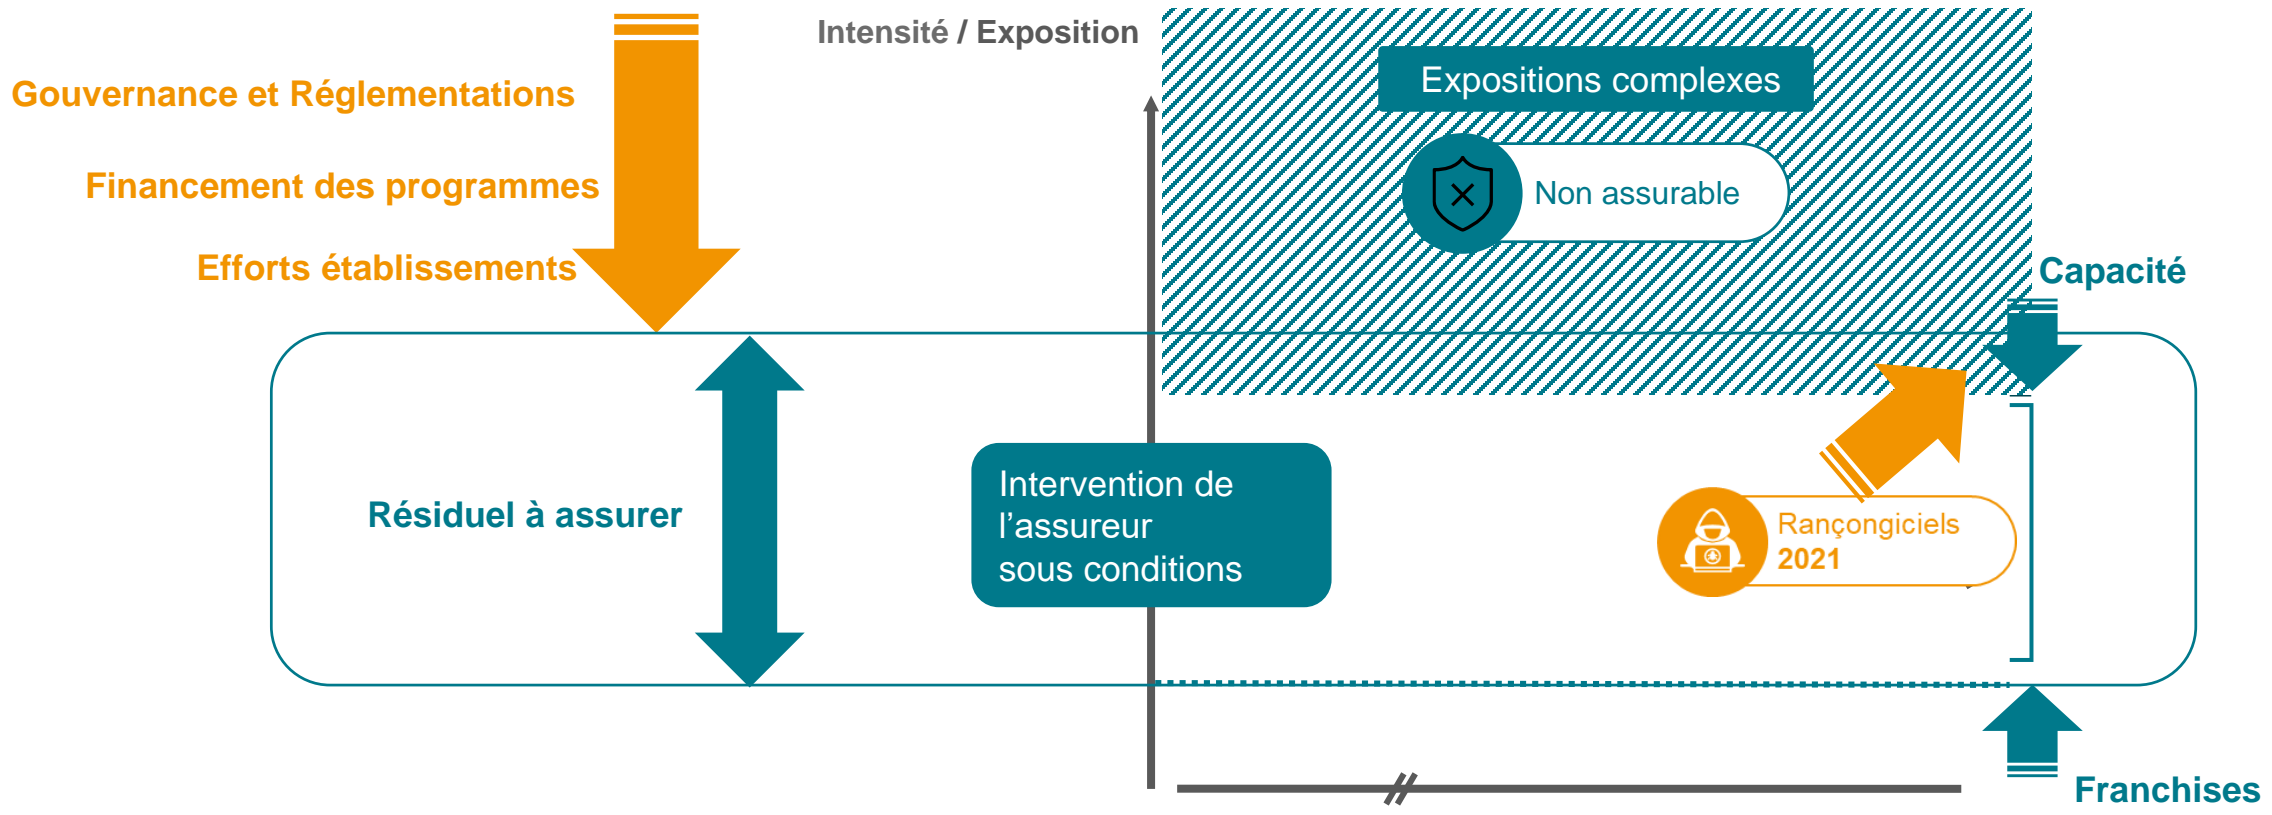 Intensité / Exposition
Expositions complexes
Gouvernance et Réglementations
Financement des programmes
Non assurable
Efforts établissements
Capacité
Résiduel à assurer
Intervention de
l’assureur
sous conditions
Rançongiciels
2021
Franchises